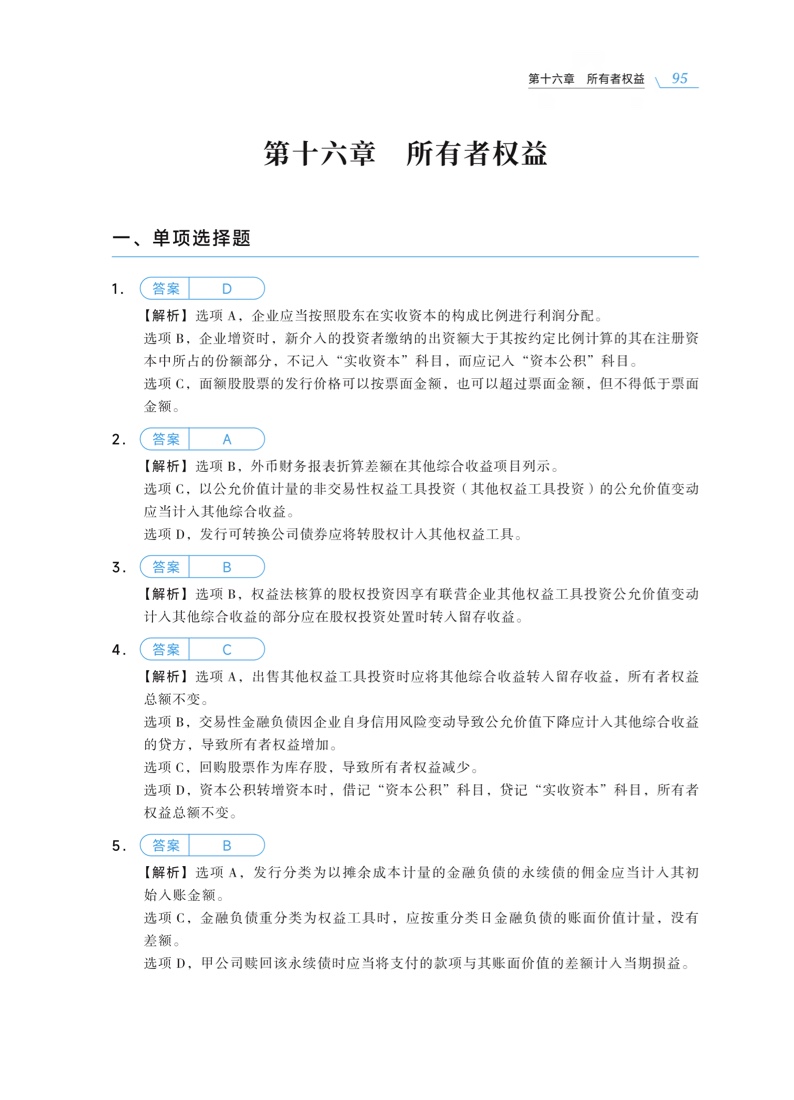 第十六章　所有者权益　95
第十六章　所有者权益
一、单项选择题
1. 答案 D
【解析】选项 A，企业应当按照股东在实收资本的构成比例进行利润分配。
选项 B，企业增资时，新介入的投资者缴纳的出资额大于其按约定比例计算的其在注册资
本中所占的份额部分，不记入“实收资本”科目，而应记入“资本公积”科目。
选项 C，面额股股票的发行价格可以按票面金额，也可以超过票面金额，但不得低于票面
金额。
2. 答案 A
【解析】选项 B，外币财务报表折算差额在其他综合收益项目列示。
选项 C，以公允价值计量的非交易性权益工具投资（其他权益工具投资）的公允价值变动
应当计入其他综合收益。
选项 D，发行可转换公司债券应将转股权计入其他权益工具。
3. 答案 B
【解析】选项 B，权益法核算的股权投资因享有联营企业其他权益工具投资公允价值变动
计入其他综合收益的部分应在股权投资处置时转入留存收益。
4. 答案 C
【解析】选项 A，出售其他权益工具投资时应将其他综合收益转入留存收益，所有者权益
总额不变。
选项 B，交易性金融负债因企业自身信用风险变动导致公允价值下降应计入其他综合收益
的贷方，导致所有者权益增加。
选项 C，回购股票作为库存股，导致所有者权益减少。
选项 D，资本公积转增资本时，借记“资本公积”科目，贷记“实收资本”科目，所有者
权益总额不变。
5. 答案 B
【解析】选项 A，发行分类为以摊余成本计量的金融负债的永续债的佣金应当计入其初
始入账金额。
选项 C，金融负债重分类为权益工具时，应按重分类日金融负债的账面价值计量，没有
差额。
选项 D，甲公司赎回该永续债时应当将支付的款项与其账面价值的差额计入当期损益。